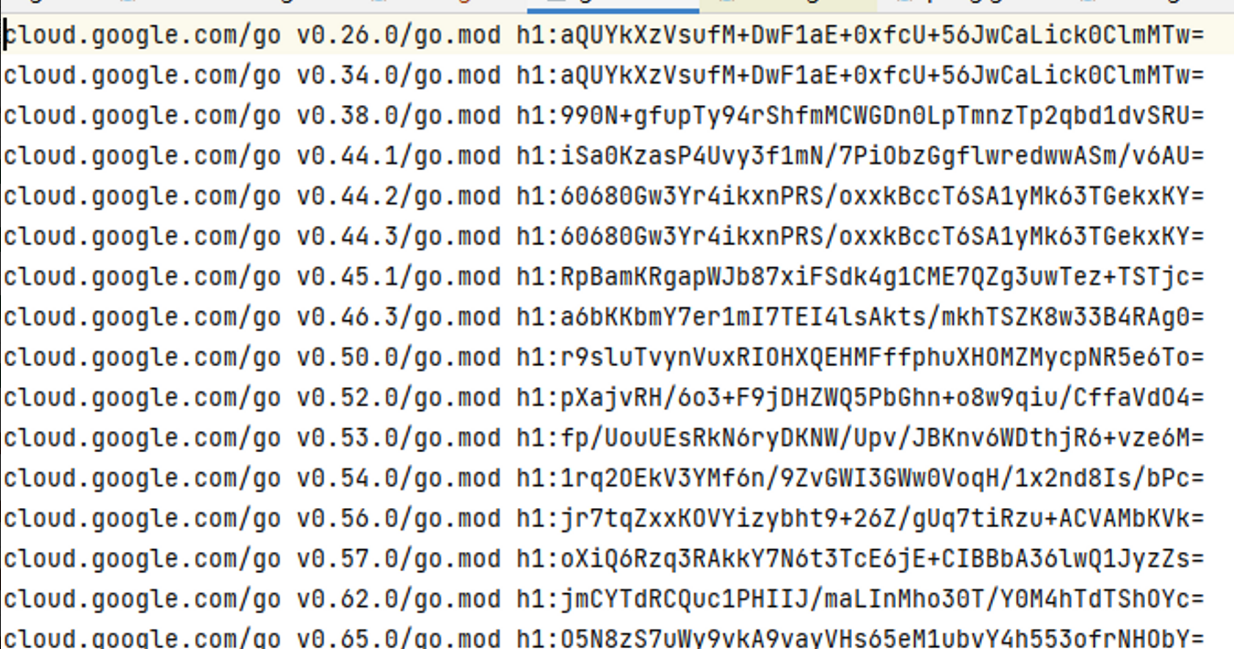 cloud.google.com/go v0.26.0/go.mod h1:aQUYkXzVsufM+DwF1aE+0xfcU+56JwCaLick0ClmMTw=
cloud.google.com/go v0.34.0/go.mod h1:aQUYkXzVsufM+DwF1aE+0xfcU+56JwCaLick0ClmMTw=
cloud.google.com/go v0.38.0/go.mod h1:990N+gfupTy94rShfmMCWGDn0LpTmnzTp2qbd1dvSRU=
cloud.google.com/go v0.44.1/go.mod h1:iSa0KzasP4Uvy3f1mN/7PiObzGgflwredwwASm/v6AU=
cloud.google.com/go v0.44.2/go.mod h1:60680Gw3Yr4ikxnPRS/oxxkBccT6SA1yMk63TGekxKY=
cloud.google.com/go v0.44.3/go.mod h1:60680Gw3Yr4ikxnPRS/oxxkBccT6SA1yMk63TGekxKY=
cloud.google.com/go v0.45.1/go.mod h1:RpBamKRgapWJb87xiFSdk4g1CME7QZg3uwTez+TSTjc=
cloud.google.com/go v0.46.3/go.mod h1:a6bKKbmY7er1mI7TEI4lsAkts/mkhTSZK8w33B4RAg0=
cloud.google.com/go v0.50.0/go.mod h1:r9sluTvynVuxRIOHXQEHMFffphuXHOMZMycpNR5e6To=
cloud.google.com/go v0.52.0/go.mod h1:pXajvRH/6o3+F9jDHZWQ5PbGhn+o8w9qiu/CffaVdO4=
cloud.google.com/go v0.53.0/go.mod h1:fp/UouUEsRkN6ryDKNW/Upv/JBKnv6WDthjR6+vze6M=
cloud.google.com/go v0.54.0/go.mod h1:1rq2OEkV3YMf6n/9ZvGWI3GWw0VoqH/1x2nd8Is/bPc=
cloud.google.com/go v0.56.0/go.mod h1:jr7tqZxxKOVYizybht9+26Z/gUq7tiRzu+ACVAMbKVk=
cloud.google.com/go v0.57.0/go.mod h1:oXiQ6Rzq3RAkkY7N6t3TcE6jE+CIBBbA36lwQ1JyzZs=
cloud.google.com/go v0.62.0/go.mod h1:jmCYTdRCQuc1PHIIJ/maLInMho30T/Y0M4hTdTShOYc=
cloud.google.com/go v0.65.0/go.mod h1:O5N8zS7uWy9vkA9vayVHs65eM1ubvY4h553ofrNHObY=